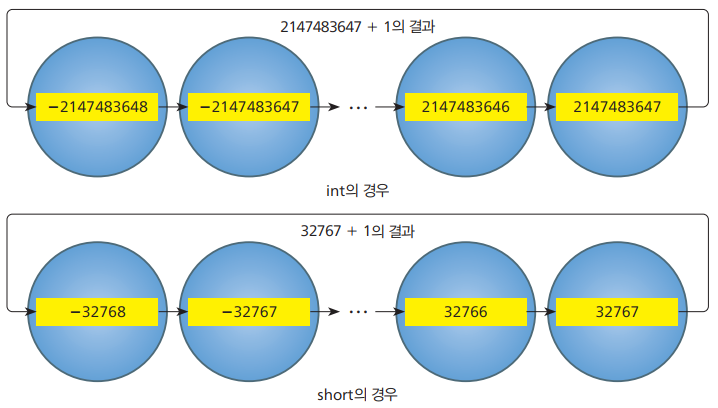 2147483647 + 1의 결과
−2147483648 −2147483647 ⋯ 2147483646 2147483647
int의 경우
32767 + 1의 결과
−32768 −32767 ⋯ 32766 32767
short의 경우